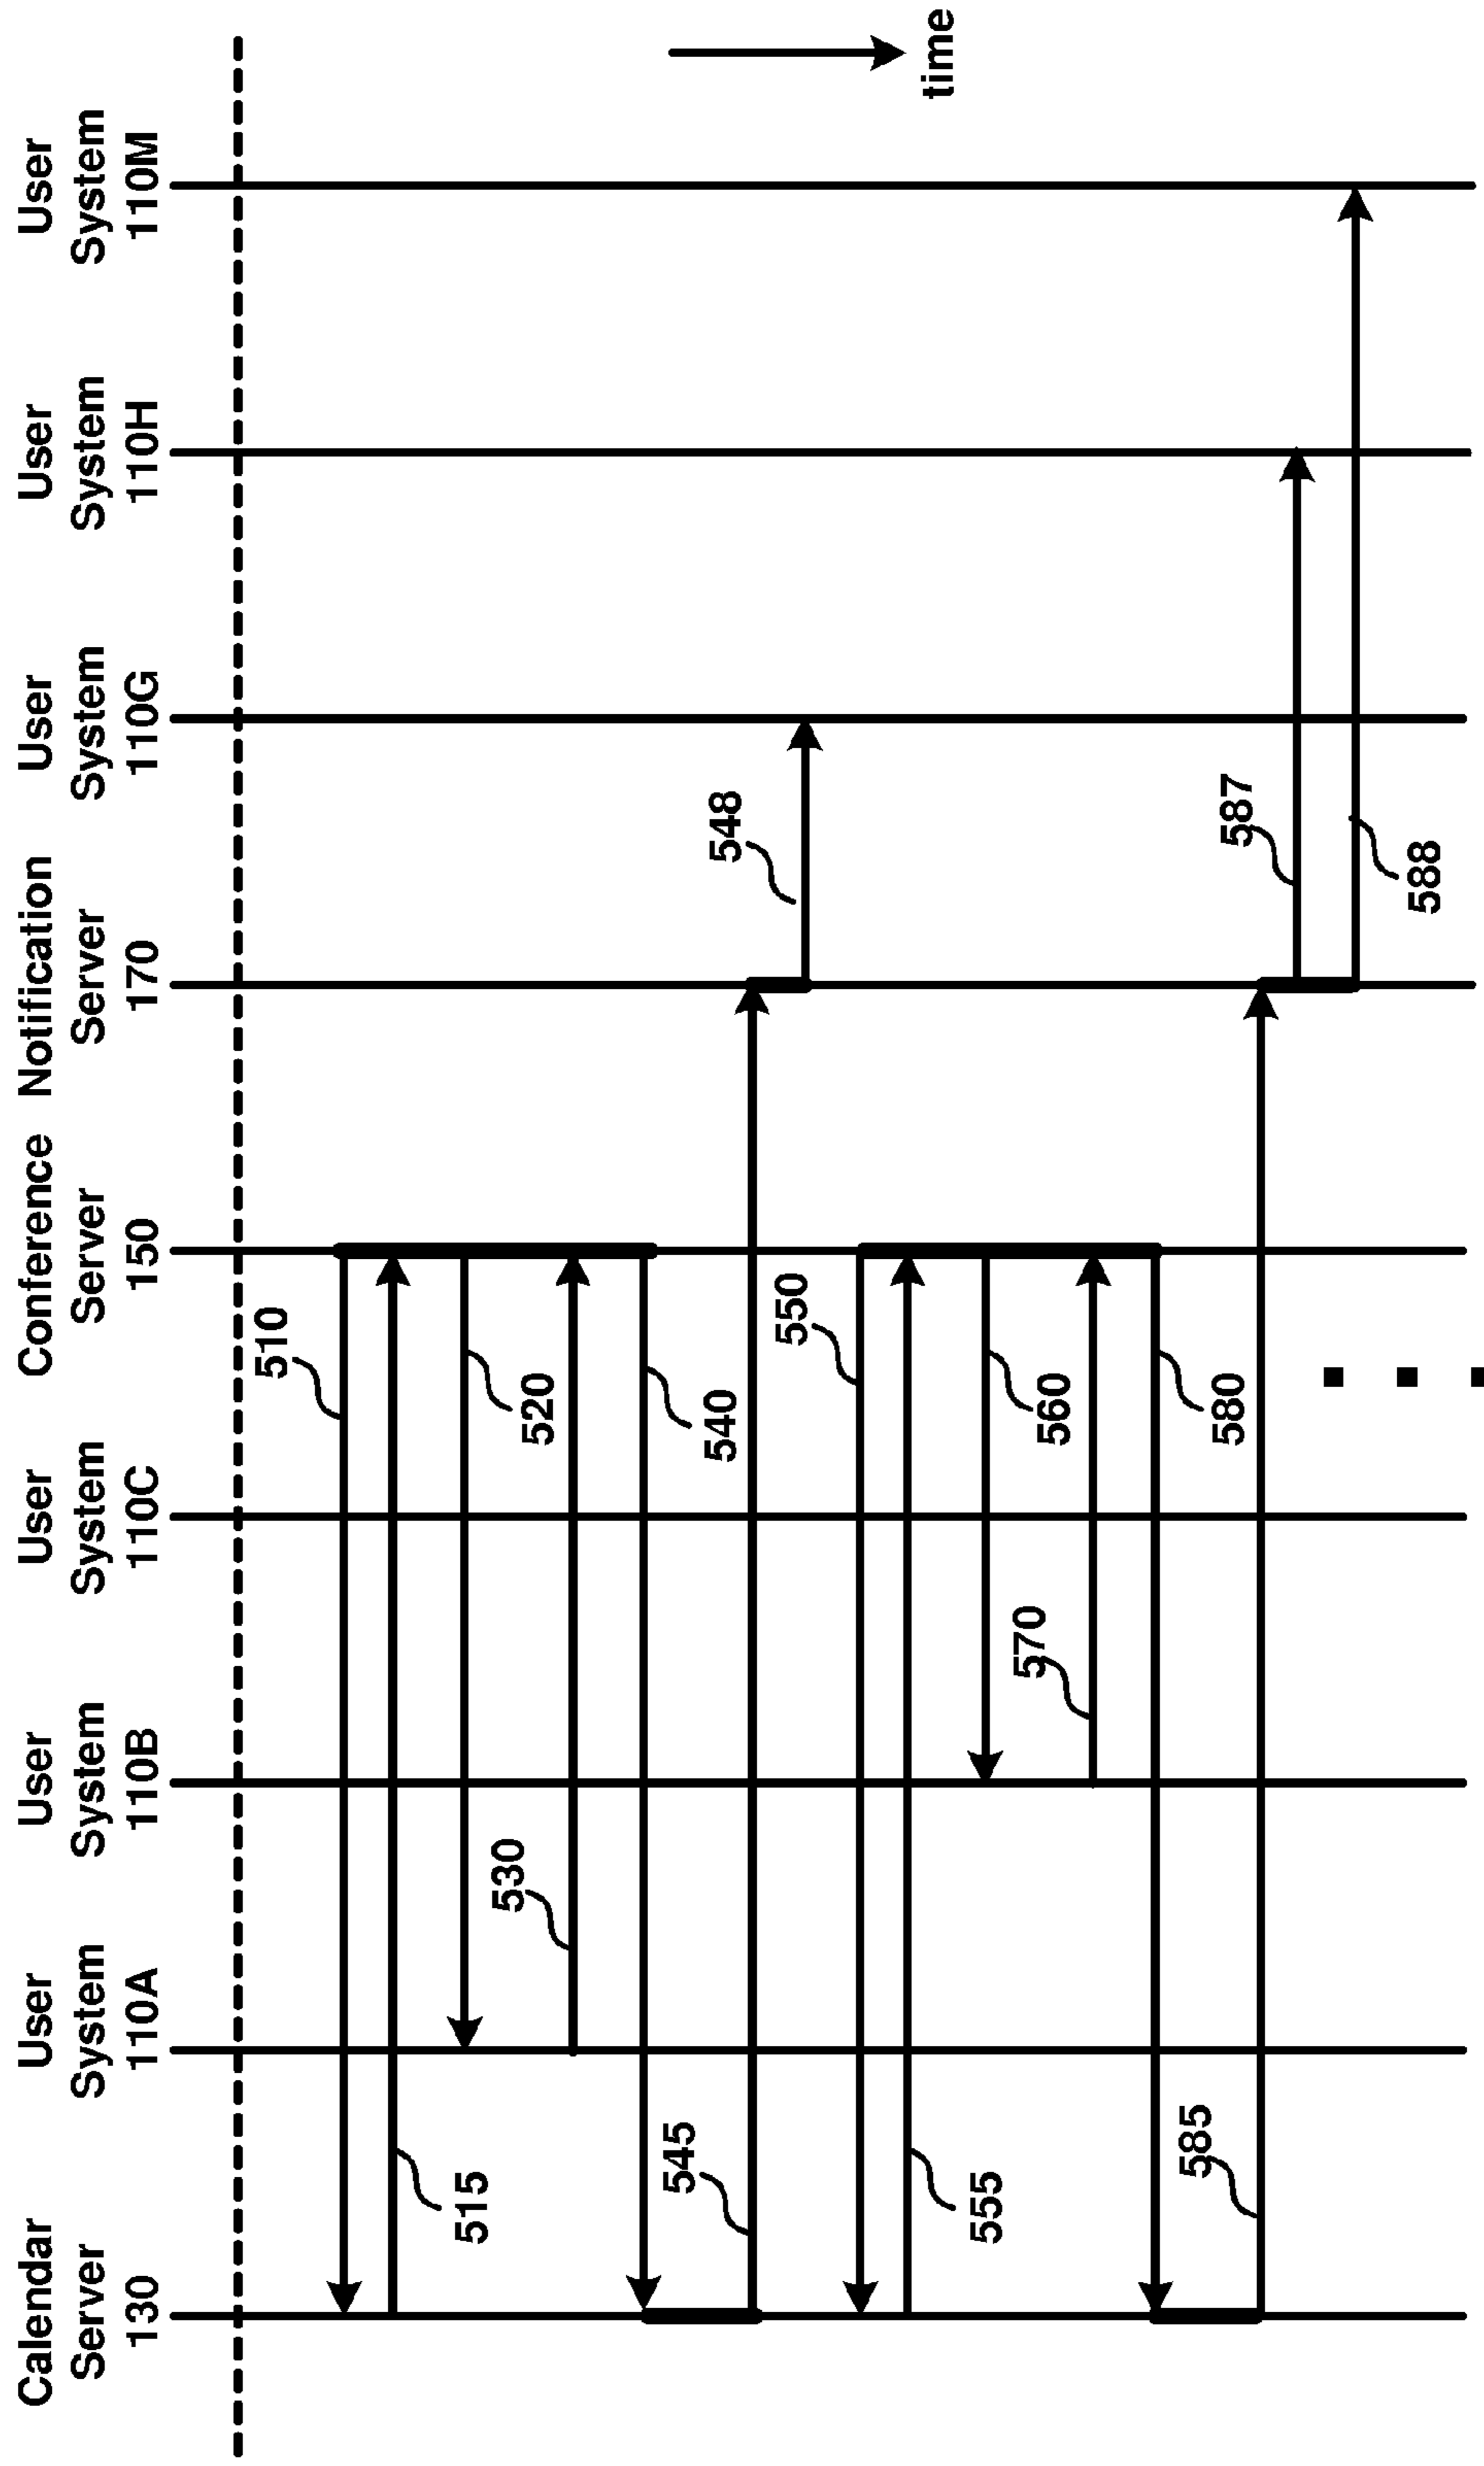 Calendar
Server
130
User
System
110A
User
System
110B
User
System
110C
Conference
Server
150
Notification
Server
170
User
System
110G
User
System
110H
User
System
110M
510
515
520
530
540
545
548
550
555
560
570
580
585
587
588
time